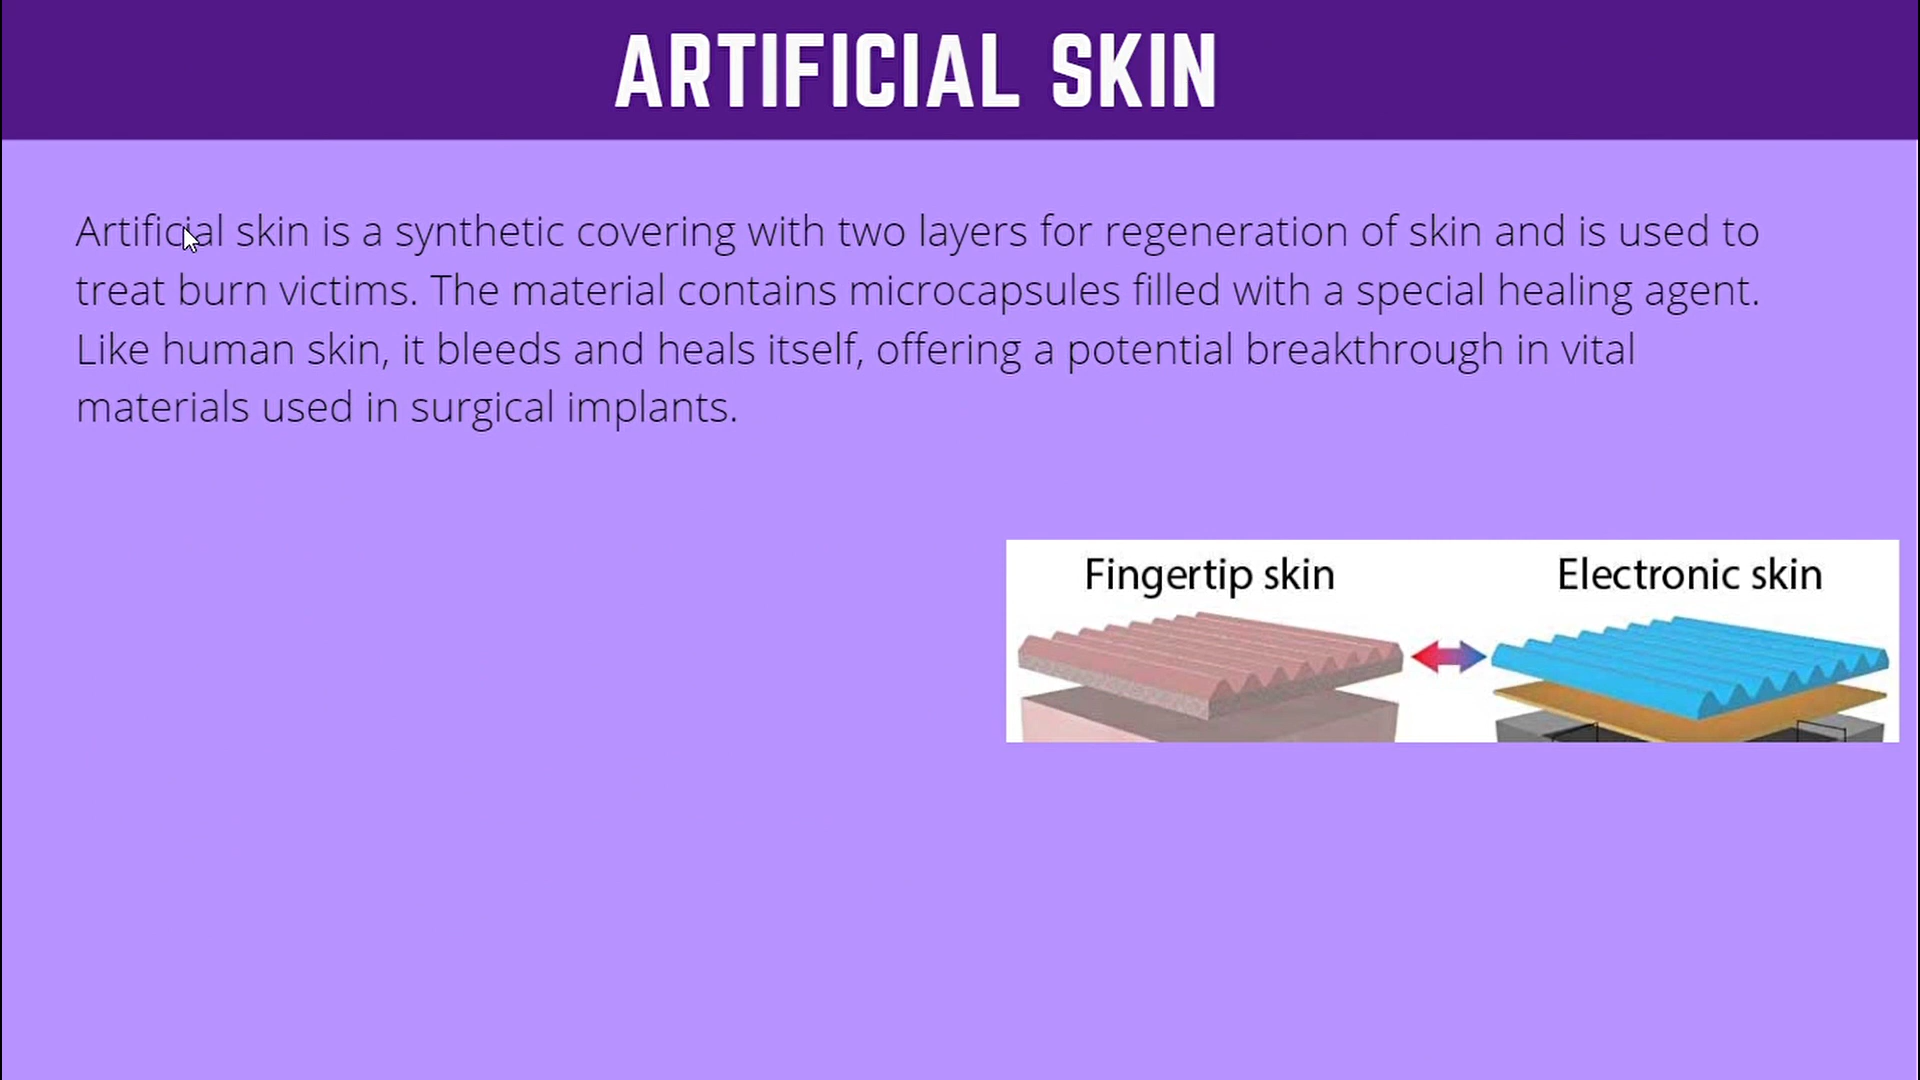 ARTIFICIAL SKIN
Artificial skin is a synthetic covering with two layers for regeneration of skin and is used to
treat burn victims. The material contains microcapsules filled with a special healing agent.
Like human skin, it bleeds and heals itself, offering a potential breakthrough in vital
materials used in surgical implants.
Fingertip skin
Electronic skin